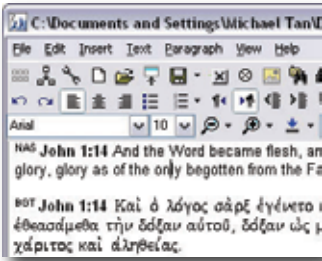 C:\Documents and Settings\Michael Tan\D
File Edit Insert Text Paragraph View Help
Arial 10
NAS John 1:14 And the Word became flesh, an
glory, glory as of the only begotten from the Fa
BGT John 1:14 Καὶ ὁ λόγος σὰρξ ἐγένετο
ἐθεασάμεθα τὴν δόξαν αὐτοῦ, δόξαν ὡς μ
χάριτος καὶ ἀληθείας.